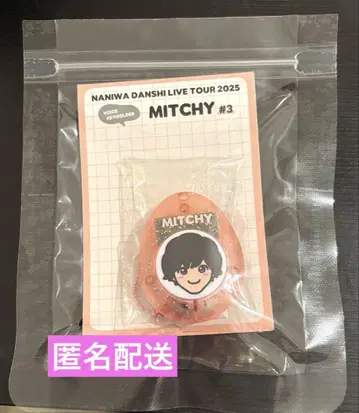 NANIWA DANSHI LIVE TOUR 2025
VOICE
KEYHOLDER
MITCHY #3
MITCHY
匿名配送